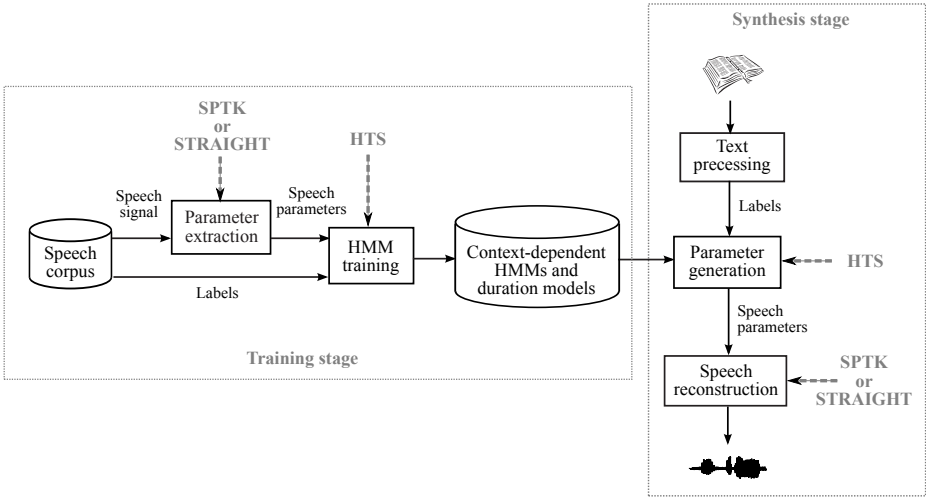 Synthesis stage
SPTK
or
STRAIGHT
HTS
Text
precessing
Speech
signal
Parameter
extraction
Speech
parameters
Labels
Speech
corpus
HMM
training
Context-dependent
HMMs and
duration models
Parameter
generation
HTS
Labels
Speech
parameters
Training stage
Speech
reconstruction
SPTK
or
STRAIGHT